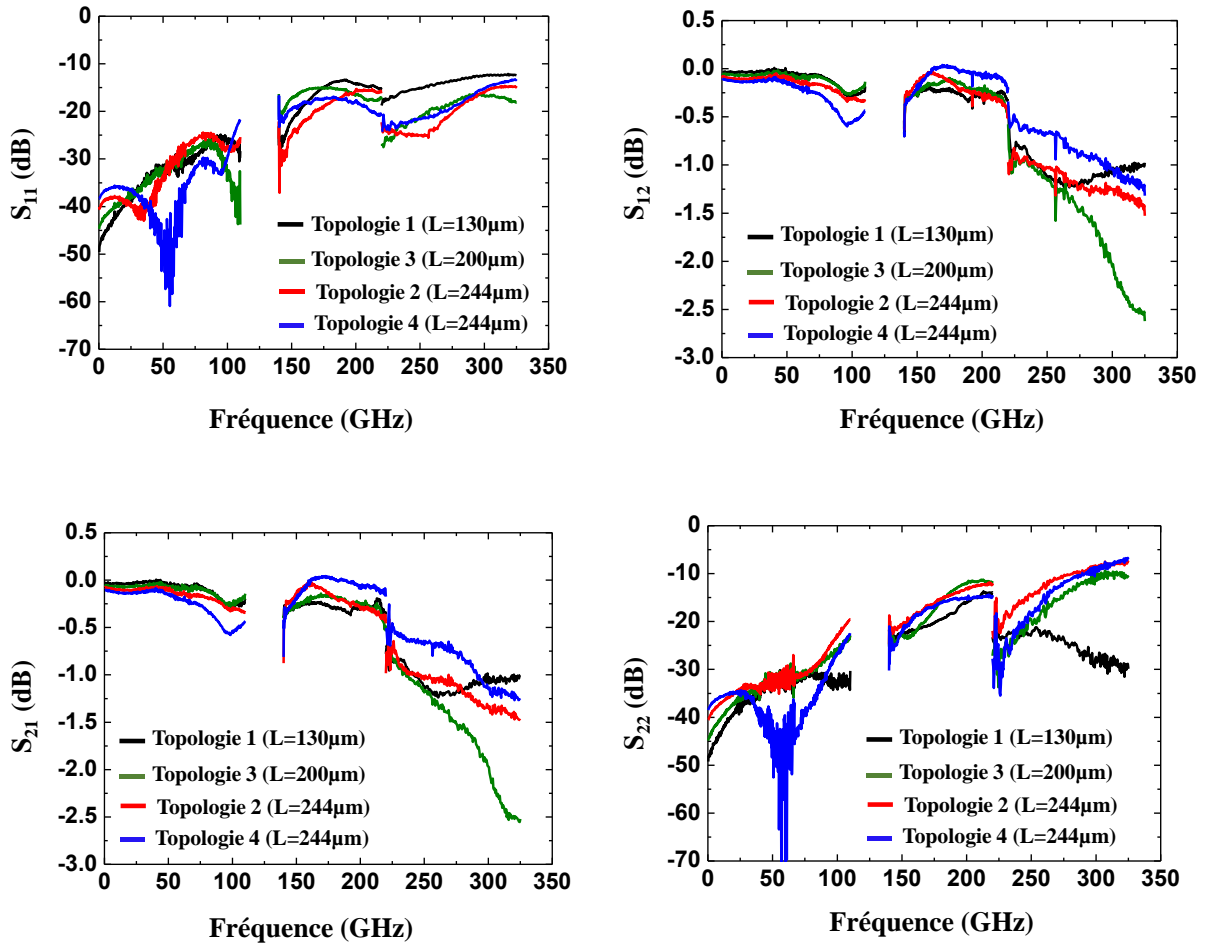 0
-10
-20
-30
-40
-50
-60
-70
S11 (dB)
0 50 100 150 200 250 300 350
Fréquence (GHz)
Topologie 1 (L=130µm)
Topologie 3 (L=200µm)
Topologie 2 (L=244µm)
Topologie 4 (L=244µm)
0.5
0.0
-0.5
-1.0
-1.5
-2.0
-2.5
-3.0
S12 (dB)
0 50 100 150 200 250 300 350
Fréquence (GHz)
Topologie 1 (L=130µm)
Topologie 3 (L=200µm)
Topologie 2 (L=244µm)
Topologie 4 (L=244µm)
0.5
0.0
-0.5
-1.0
-1.5
-2.0
-2.5
-3.0
S21 (dB)
0 50 100 150 200 250 300 350
Fréquence (GHz)
Topologie 1 (L=130µm)
Topologie 3 (L=200µm)
Topologie 2 (L=244µm)
Topologie 4 (L=244µm)
0
-10
-20
-30
-40
-50
-60
-70
S22 (dB)
0 50 100 150 200 250 300 350
Fréquence (GHz)
Topologie 1 (L=130µm)
Topologie 3 (L=200µm)
Topologie 2 (L=244µm)
Topologie 4 (L=244µm)